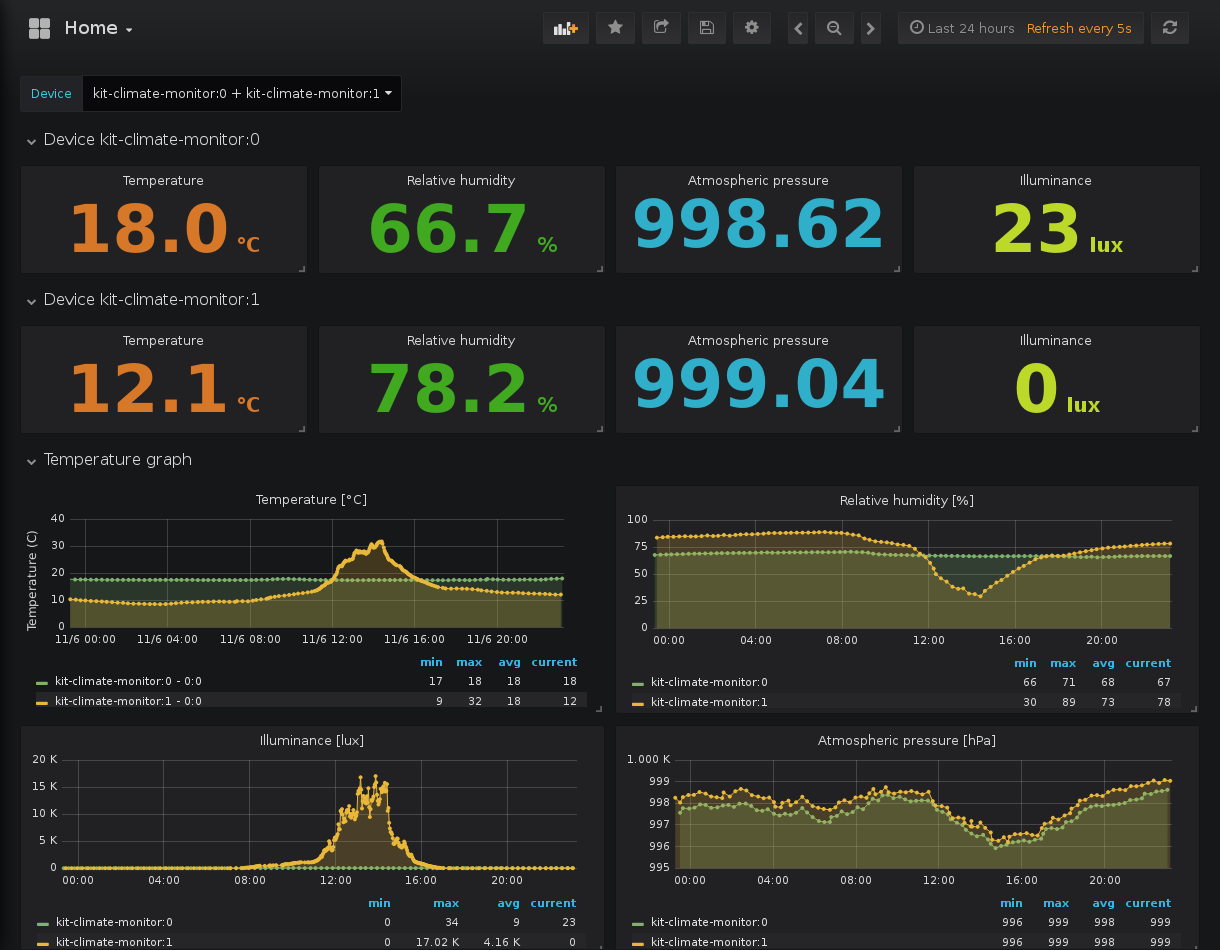 Home
Last 24 hours Refresh every 5s
Device kit-climate-monitor:0 + kit-climate-monitor:1
Device kit-climate-monitor:0
Temperature Relative humidity Atmospheric pressure Illuminance
18.0 °C 66.7 % 998.62 23 lux
Device kit-climate-monitor:1
Temperature Relative humidity Atmospheric pressure Illuminance
12.1 °C 78.2 % 999.04 0 lux
Temperature graph
Temperature [°C]
Temperature (C)
40
30
20
10
0
11/6 00:00 11/6 04:00 11/6 08:00 11/6 12:00 11/6 16:00 11/6 20:00
min max avg current
kit-climate-monitor:0 - 0:0 17 18 18 18
kit-climate-monitor:1 - 0:0 9 32 18 12
Relative humidity [%]
100
75
50
25
0
00:00 04:00 08:00 12:00 16:00 20:00
min max avg current
kit-climate-monitor:0 66 71 68 67
kit-climate-monitor:1 30 89 73 78
Illuminance [lux]
20 K
15 K
10 K
5 K
0
00:00 04:00 08:00 12:00 16:00 20:00
min max avg current
kit-climate-monitor:0 0 34 9 23
kit-climate-monitor:1 0 17.02 K 4.16 K 0
Atmospheric pressure [hPa]
1.000 K
999
998
997
996
995
00:00 04:00 08:00 12:00 16:00 20:00
min max avg current
kit-climate-monitor:0 996 999 998 999
kit-climate-monitor:1 996 999 998 999